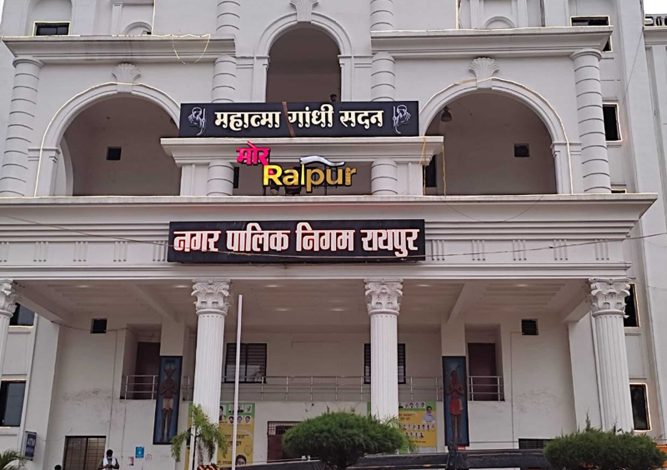 महात्मा गांधी सदन
मोर
Raipur
नगर पालिक निगम रायपुर